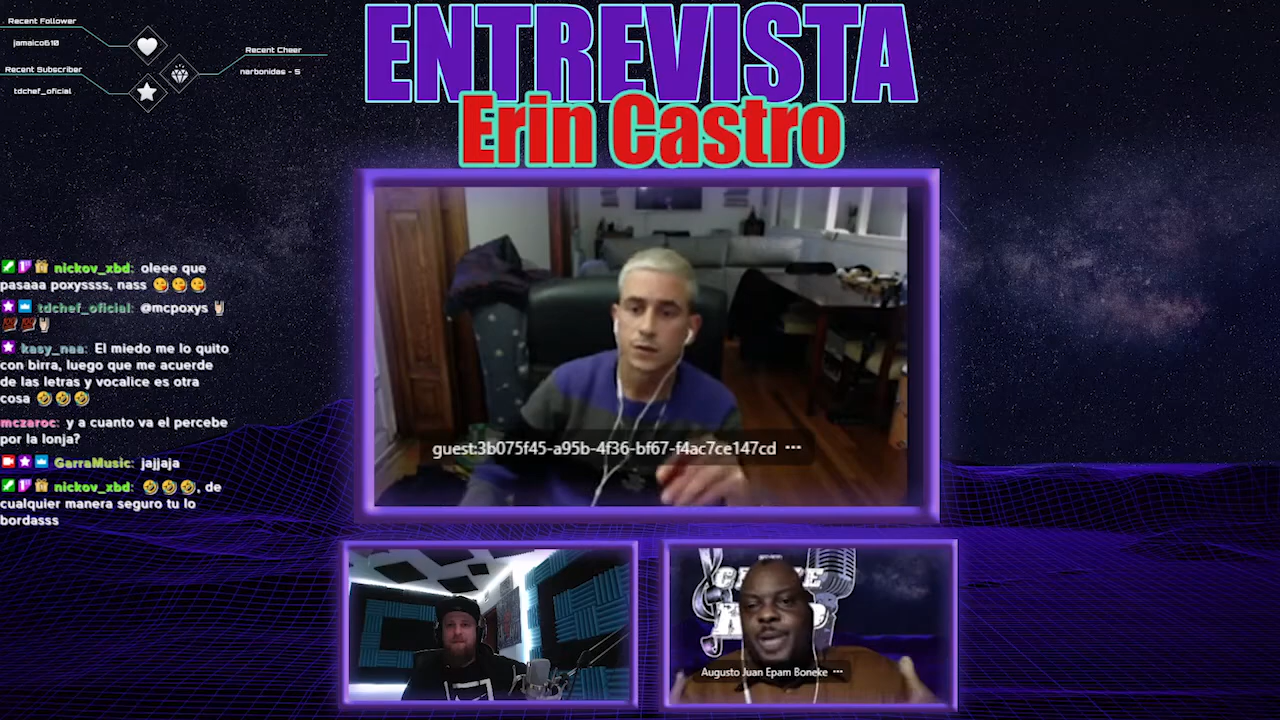 Recent Follower
jamaico610
Recent Subscriber
tdchef_oficial
Recent Cheer
narbonidas - 5
ENTREVISTA
Erin Castro
nickov_xbd: oleee que
pasaaa poxyssss, nass 😋😋😋
tdchef_oficial: @mcpoxys
kasy_naa: El miedo me lo quito
con birra, luego que me acuerde
de las letras y vocalice es otra
cosa 🤣🤣🤣
mczaroc: y a cuanto va el percebe
por la lonja?
GarraMusic: jajjaja
nickov_xbd: 🤣🤣🤣, de
cualquier manera seguro tu lo
bordasss
guest:3b075f45-a95b-4f36-bf67-f4ac7ce147cd ···
Augusto Juan Epam Boneke ···